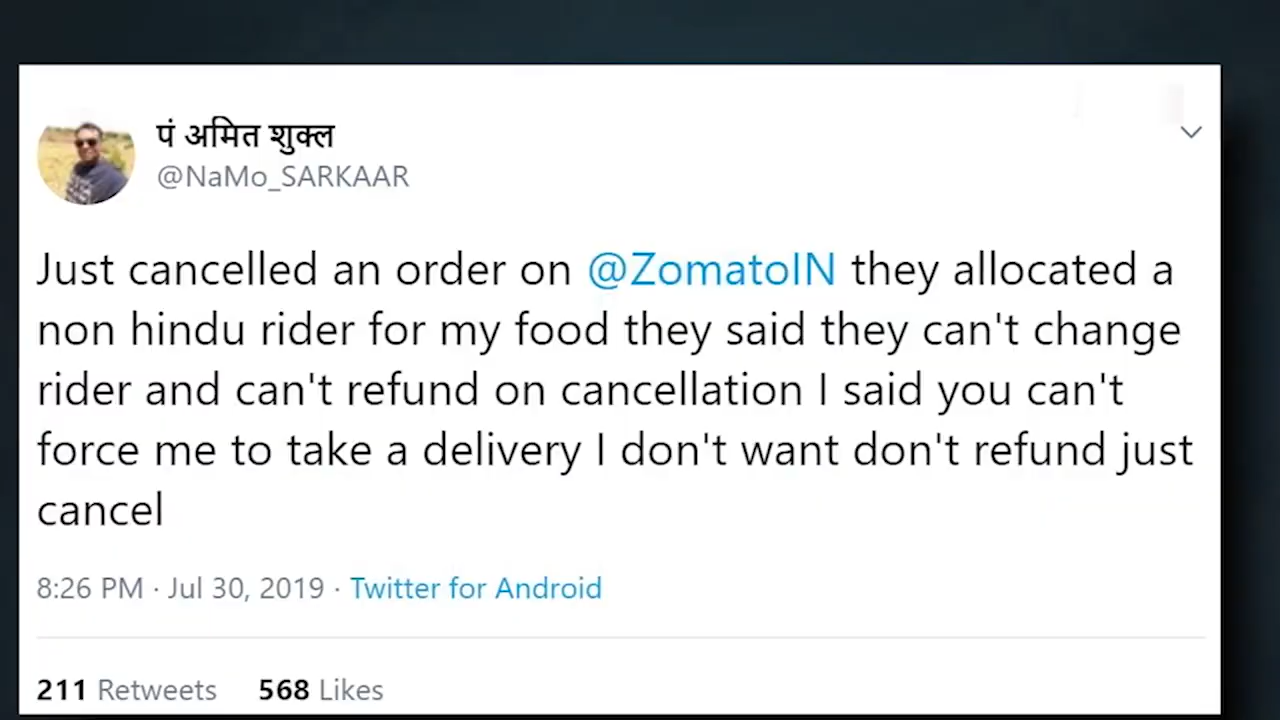 पं अमित शुक्ल
@NaMo_SARKAAR
Just cancelled an order on @ZomatoIN they allocated a
non hindu rider for my food they said they can't change
rider and can't refund on cancellation I said you can't
force me to take a delivery I don't want don't refund just
cancel
8:26 PM · Jul 30, 2019 · Twitter for Android
211 Retweets 568 Likes